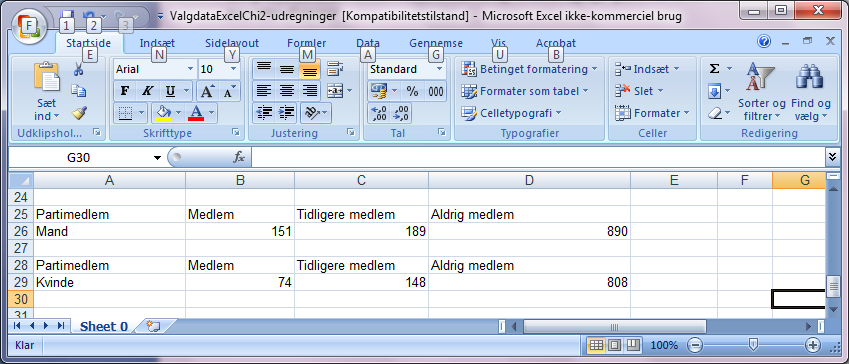 1 2 3 ValgdataExcelChi2-udregninger [Kompatibilitetstilstand] - Microsoft Excel ikke-kommerciel brug
F
Startside Indsæt Sidelayout Formler Data Gennemse Vis Acrobat
E N Y M A G U B
Sæt ind
Udklipshol...
Arial 10
F K U A A
A
Skrifttype
Justering
Standard
% 000
Tal
Betinget formatering
Formater som tabel
Celletypografi
Typografier
Indsæt
Slet
Formater
Celler
Σ
Sorter og filtrer
Find og vælg
Redigering
G30 fx
A B C D E F G
24
25 Partimedlem Medlem Tidligere medlem Aldrig medlem
26 Mand 151 189 890
27
28 Partimedlem Medlem Tidligere medlem Aldrig medlem
29 Kvinde 74 148 808
30
31
Sheet 0
Klar 100%